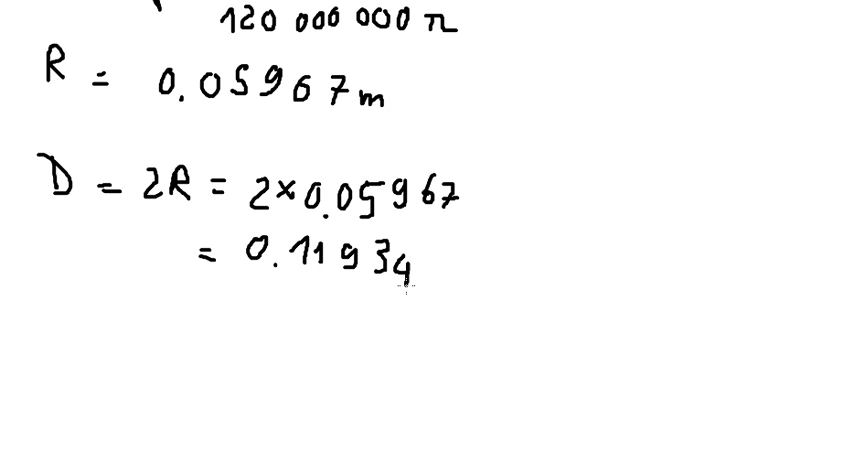 120 000 000 π
R = 0.05967m
D = 2R = 2×0.05967
= 0.11934